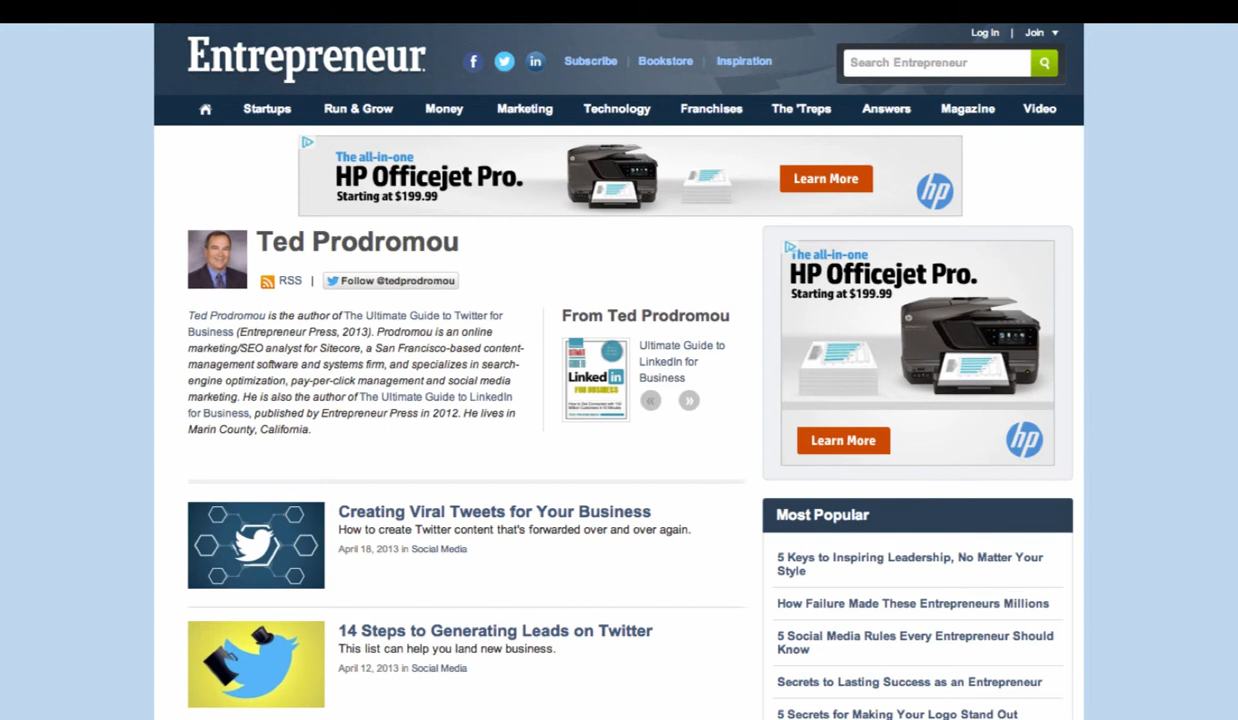 Log In | Join
Entrepreneur
Subscribe | Bookstore | Inspiration
Search Entrepreneur
Startups Run & Grow Money Marketing Technology Franchises The 'Treps Answers Magazine Video
The all-in-one
HP Officejet Pro.
Starting at $199.99
Learn More
hp
Ted Prodromou
RSS | Follow @tedprodromou
Ted Prodromou is the author of The Ultimate Guide to Twitter for
Business (Entrepreneur Press, 2013). Prodromou is an online
marketing/SEO analyst for Sitecore, a San Francisco-based content-
management software and systems firm, and specializes in search-
engine optimization, pay-per-click management and social media
marketing. He is also the author of The Ultimate Guide to LinkedIn
for Business, published by Entrepreneur Press in 2012. He lives in
Marin County, California.
From Ted Prodromou
Linked in
FOR BUSINESS
Ultimate Guide to
LinkedIn for
Business
« »
The all-in-one
HP Officejet Pro.
Starting at $199.99
Learn More
hp
Creating Viral Tweets for Your Business
How to create Twitter content that's forwarded over and over again.
April 18, 2013 in Social Media
14 Steps to Generating Leads on Twitter
This list can help you land new business.
April 12, 2013 in Social Media
Most Popular
5 Keys to Inspiring Leadership, No Matter Your
Style
How Failure Made These Entrepreneurs Millions
5 Social Media Rules Every Entrepreneur Should
Know
Secrets to Lasting Success as an Entrepreneur
5 Secrets for Making Your Logo Stand Out